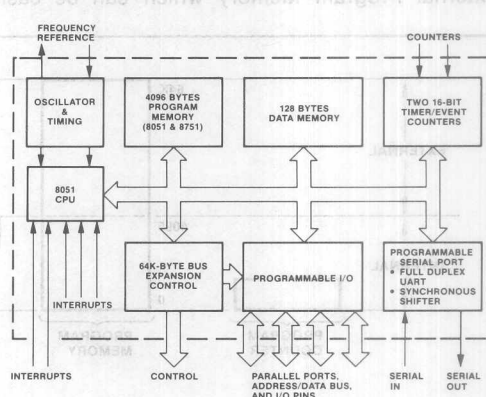 FREQUENCY
REFERENCE
COUNTERS
OSCILLATOR
&
TIMING
4096 BYTES
PROGRAM
MEMORY
(8051 & 8751)
128 BYTES
DATA MEMORY
TWO 16-BIT
TIMER/EVENT
COUNTERS
8051
CPU
64K-BYTE BUS
EXPANSION
CONTROL
PROGRAMMABLE I/O
PROGRAMMABLE
SERIAL PORT
• FULL DUPLEX
UART
• SYNCHRONOUS
SHIFTER
INTERRUPTS
INTERRUPTS
CONTROL
PARALLEL PORTS,
ADDRESS/DATA BUS,
AND I/O PINS
SERIAL
IN
SERIAL
OUT